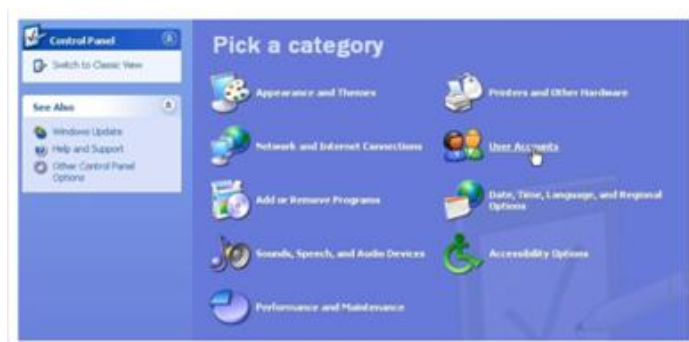 Control Panel
Switch to Classic View
See Also
Windows Update
Help and Support
Other Control Panel
Options
Pick a category
Appearance and Themes
Printers and Other Hardware
Network and Internet Connections
User Accounts
Add or Remove Programs
Date, Time, Language, and Regional
Options
Sounds, Speech, and Audio Devices
Accessibility Options
Performance and Maintenance